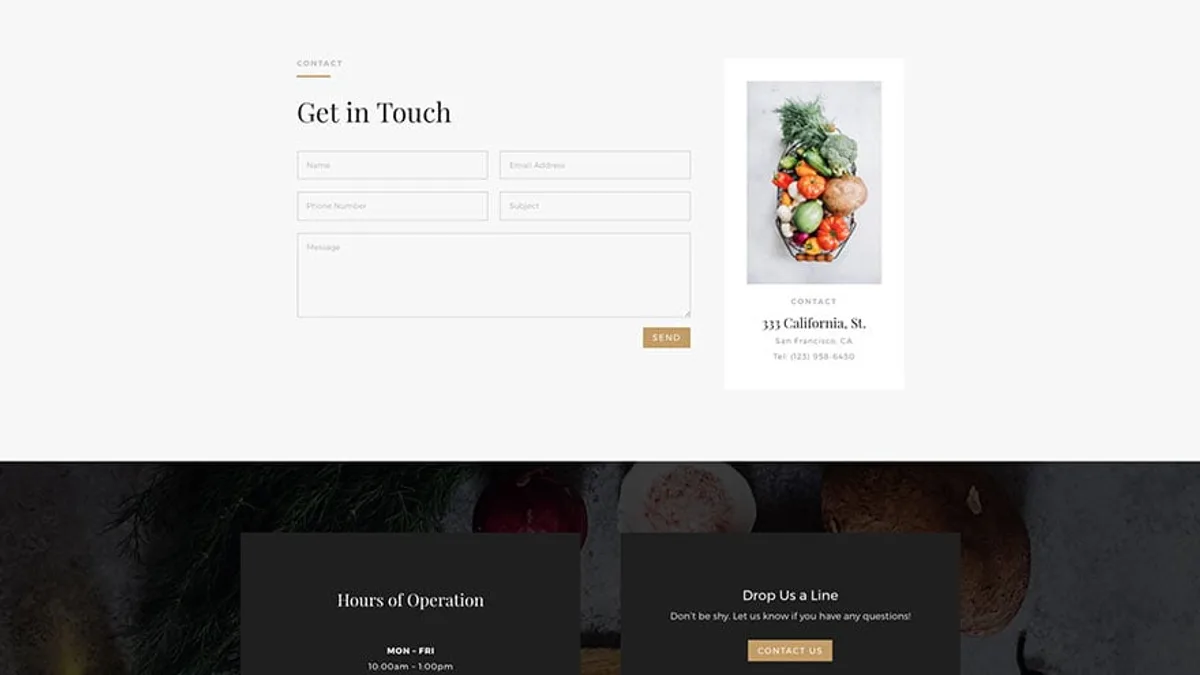 CONTACT
Get in Touch
Name
Email Address
Phone Number
Subject
Message
SEND
CONTACT
333 California, St.
San Francisco, CA
Tel: (123) 958-6430
Hours of Operation
MON - FRI
10:00am - 1:00pm
Drop Us a Line
Don't be shy. Let us know if you have any questions!
CONTACT US